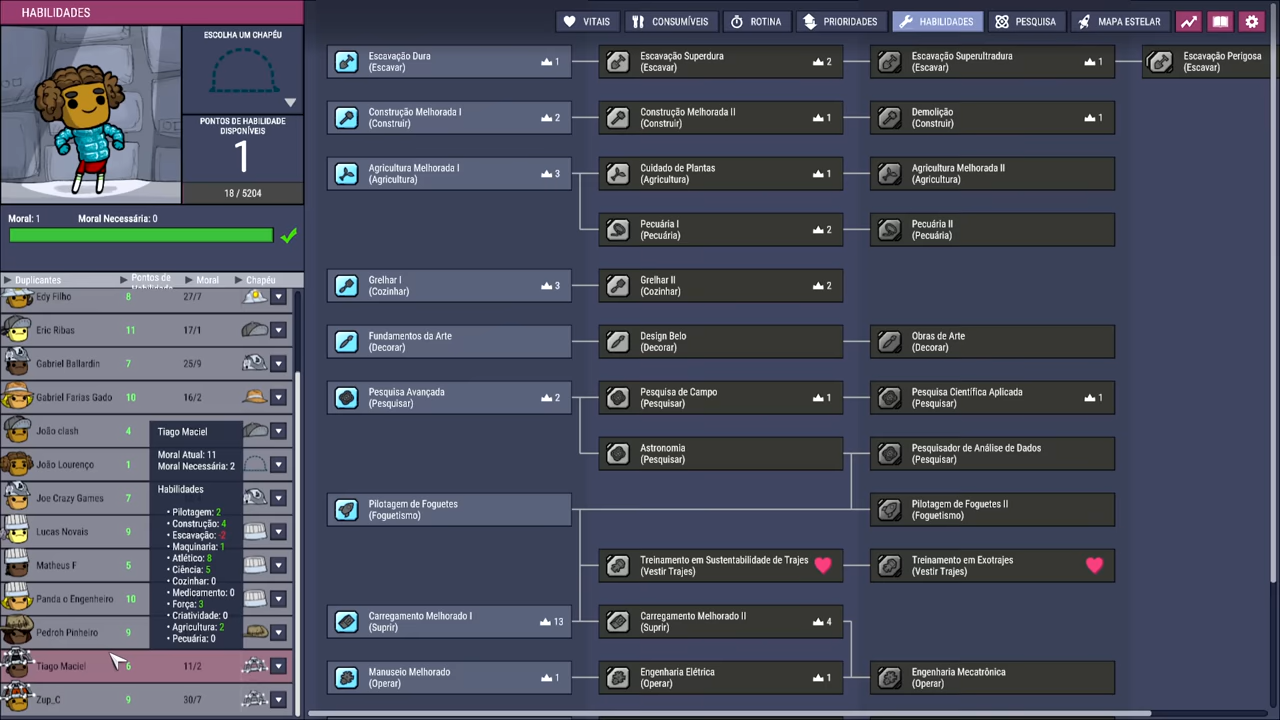 HABILIDADES
VITAIS
CONSUMÍVEIS
ROTINA
PRIORIDADES
HABILIDADES
PESQUISA
MAPA ESTELAR
ESCOLHA UM CHAPÉU
PONTOS DE
HABILIDADE
DISPONÍVEIS
1
18 / 5204
Moral: 1
Moral Necessária: 0
Duplicantes
Pontos de
Habilidade
Moral
Chapéu
Edy Filho 8 27/7
Eric Ribas 11 17/1
Gabriel Ballardin 7 25/9
Gabriel Farias Gado 10 16/2
João clash 4
João Lourenço 1
Joe Crazy Games 7
Lucas Novais 9
Matheus F 5
Panda o Engenheiro 10
Pedroh Pinheiro 9
Tiago Maciel 6 11/2
Zup_C 9 30/7
Tiago Maciel
Moral Atual: 11
Moral Necessária: 2
Habilidades
• Pilotagem: 2
• Construção: 4
• Escavação: -2
• Maquinaria: 1
• Atlético: 8
• Ciência: 5
• Cozinhar: 0
• Medicamento: 0
• Força: 3
• Criatividade: 0
• Agricultura: 2
• Pecuária: 0
Escavação Dura
(Escavar)
1
Escavação Superdura
(Escavar)
2
Escavação Superultradura
(Escavar)
1
Escavação Perigosa
(Escavar)
Construção Melhorada I
(Construir)
2
Construção Melhorada II
(Construir)
1
Demolição
(Construir)
1
Agricultura Melhorada I
(Agricultura)
3
Cuidado de Plantas
(Agricultura)
1
Agricultura Melhorada II
(Agricultura)
Pecuária I
(Pecuária)
2
Pecuária II
(Pecuária)
Grelhar I
(Cozinhar)
3
Grelhar II
(Cozinhar)
2
Fundamentos da Arte
(Decorar)
Design Belo
(Decorar)
Obras de Arte
(Decorar)
Pesquisa Avançada
(Pesquisar)
2
Pesquisa de Campo
(Pesquisar)
1
Pesquisa Científica Aplicada
(Pesquisar)
1
Astronomia
(Pesquisar)
Pesquisador de Análise de Dados
(Pesquisar)
Pilotagem de Foguetes
(Foguetismo)
Pilotagem de Foguetes II
(Foguetismo)
Treinamento em Sustentabilidade de Trajes
(Vestir Trajes)
Treinamento em Exotrajes
(Vestir Trajes)
Carregamento Melhorado I
(Suprir)
13
Carregamento Melhorado II
(Suprir)
4
Manuseio Melhorado
(Operar)
1
Engenharia Elétrica
(Operar)
1
Engenharia Mecatrônica
(Operar)